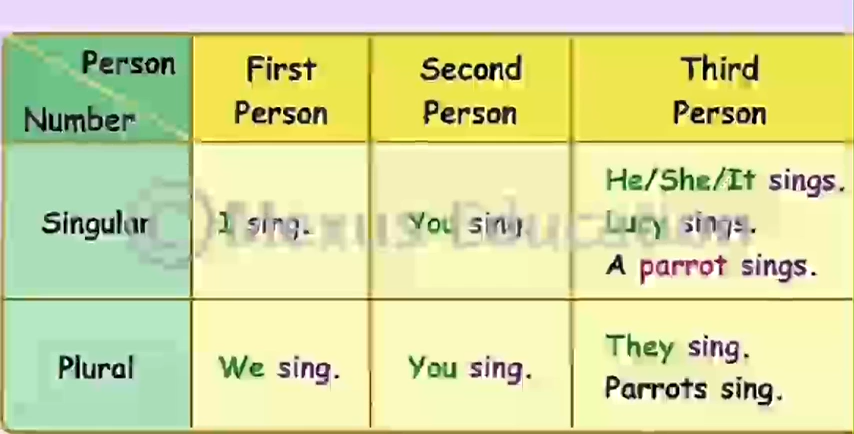 Person
Number
First
Person
Second
Person
Third
Person
Singular
I sing.
You sing.
He/She/It sings.
Lucy sings.
A parrot sings.
Plural
We sing.
You sing.
They sing.
Parrots sing.